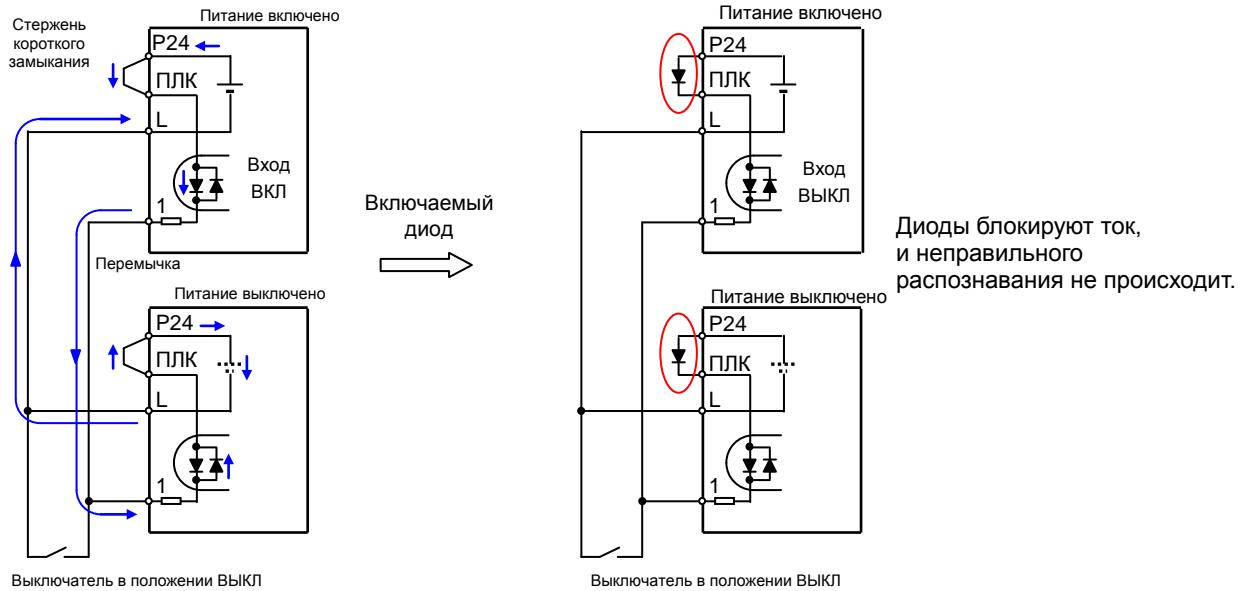 Стержень
короткого
замыкания
Питание включено
P24
ПЛК
L
Вход
ВКЛ
1
Перемычка
Питание выключено
P24
ПЛК
L
1
Выключатель в положении ВЫКЛ
Включаемый
диод
Питание включено
P24
ПЛК
L
Вход
ВЫКЛ
1
Питание выключено
P24
ПЛК
L
1
Выключатель в положении ВЫКЛ
Диоды блокируют ток,
и неправильного
распознавания не происходит.